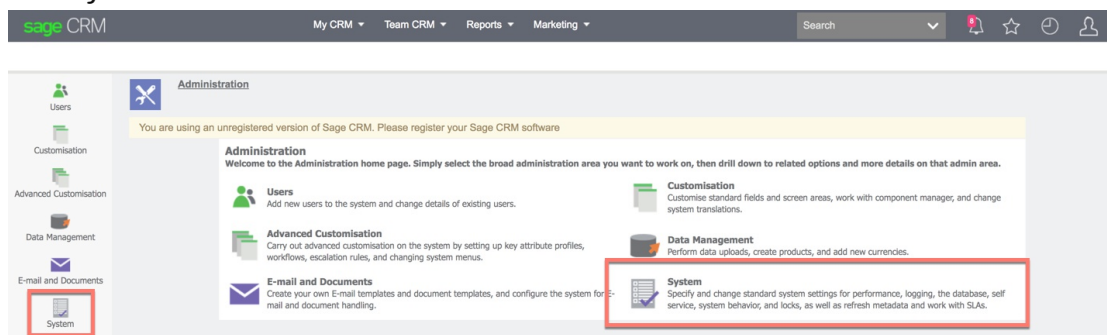 sage CRM
My CRM Team CRM Reports Marketing
Search
Users
Customisation
Advanced Customisation
Data Management
E-mail and Documents
System
Administration
You are using an unregistered version of Sage CRM. Please register your Sage CRM software
Administration
Welcome to the Administration home page. Simply select the broad administration area you want to work on, then drill down to related options and more details on that admin area.
Users
Add new users to the system and change details of existing users.
Customisation
Customise standard fields and screen areas, work with component manager, and change
system translations.
Advanced Customisation
Carry out advanced customisation on the system by setting up key attribute profiles,
workflows, escalation rules, and changing system menus.
Data Management
Perform data uploads, create products, and add new currencies.
E-mail and Documents
Create your own E-mail templates and document templates, and configure the system for E-
mail and document handling.
System
Specify and change standard system settings for performance, logging, the database, self
service, system behavior, and locks, as well as refresh metadata and work with SLAs.